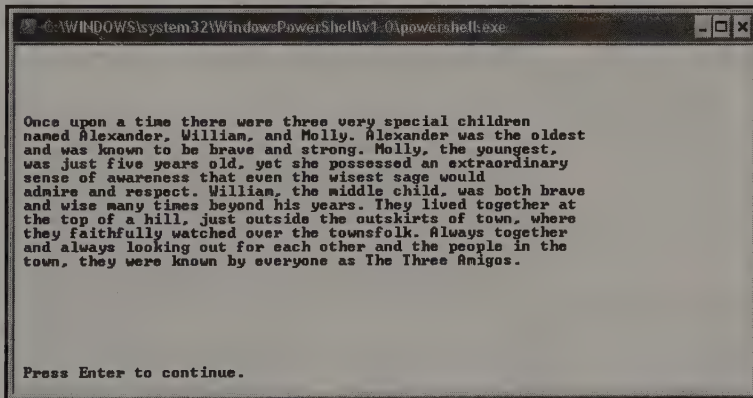 C:\WINDOWS\system32\WindowsPowerShell\v1.0\powershell.exe
Once upon a time there were three very special children
named Alexander, William, and Molly. Alexander was the oldest
and was known to be brave and strong. Molly, the youngest,
was just five years old, yet she possessed an extraordinary
sense of awareness that even the wisest sage would
admire and respect. William, the middle child, was both brave
and wise many times beyond his years. They lived together at
the top of a hill, just outside the outskirts of town, where
they faithfully watched over the townsfolk. Always together
and always looking out for each other and the people in the
town, they were known by everyone as The Three Amigos.
Press Enter to continue.